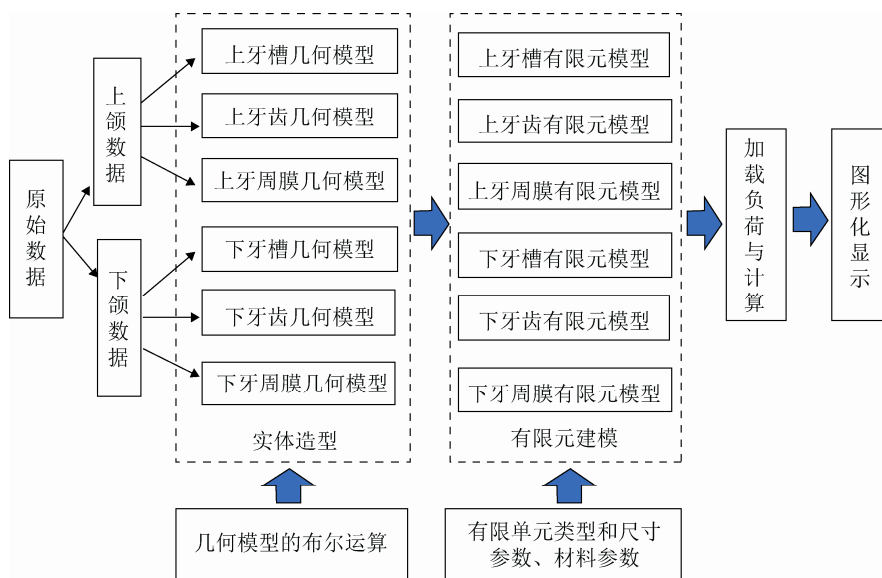 原始数据
上颌数据
下颌数据
上牙槽几何模型
上牙齿几何模型
上牙周膜几何模型
下牙槽几何模型
下牙齿几何模型
下牙周膜几何模型
实体造型
几何模型的布尔运算
上牙槽有限元模型
上牙齿有限元模型
上牙周膜有限元模型
下牙槽有限元模型
下牙齿有限元模型
下牙周膜有限元模型
有限元建模
有限单元类型和尺寸
参数、材料参数
加载负荷与计算
图形化显示